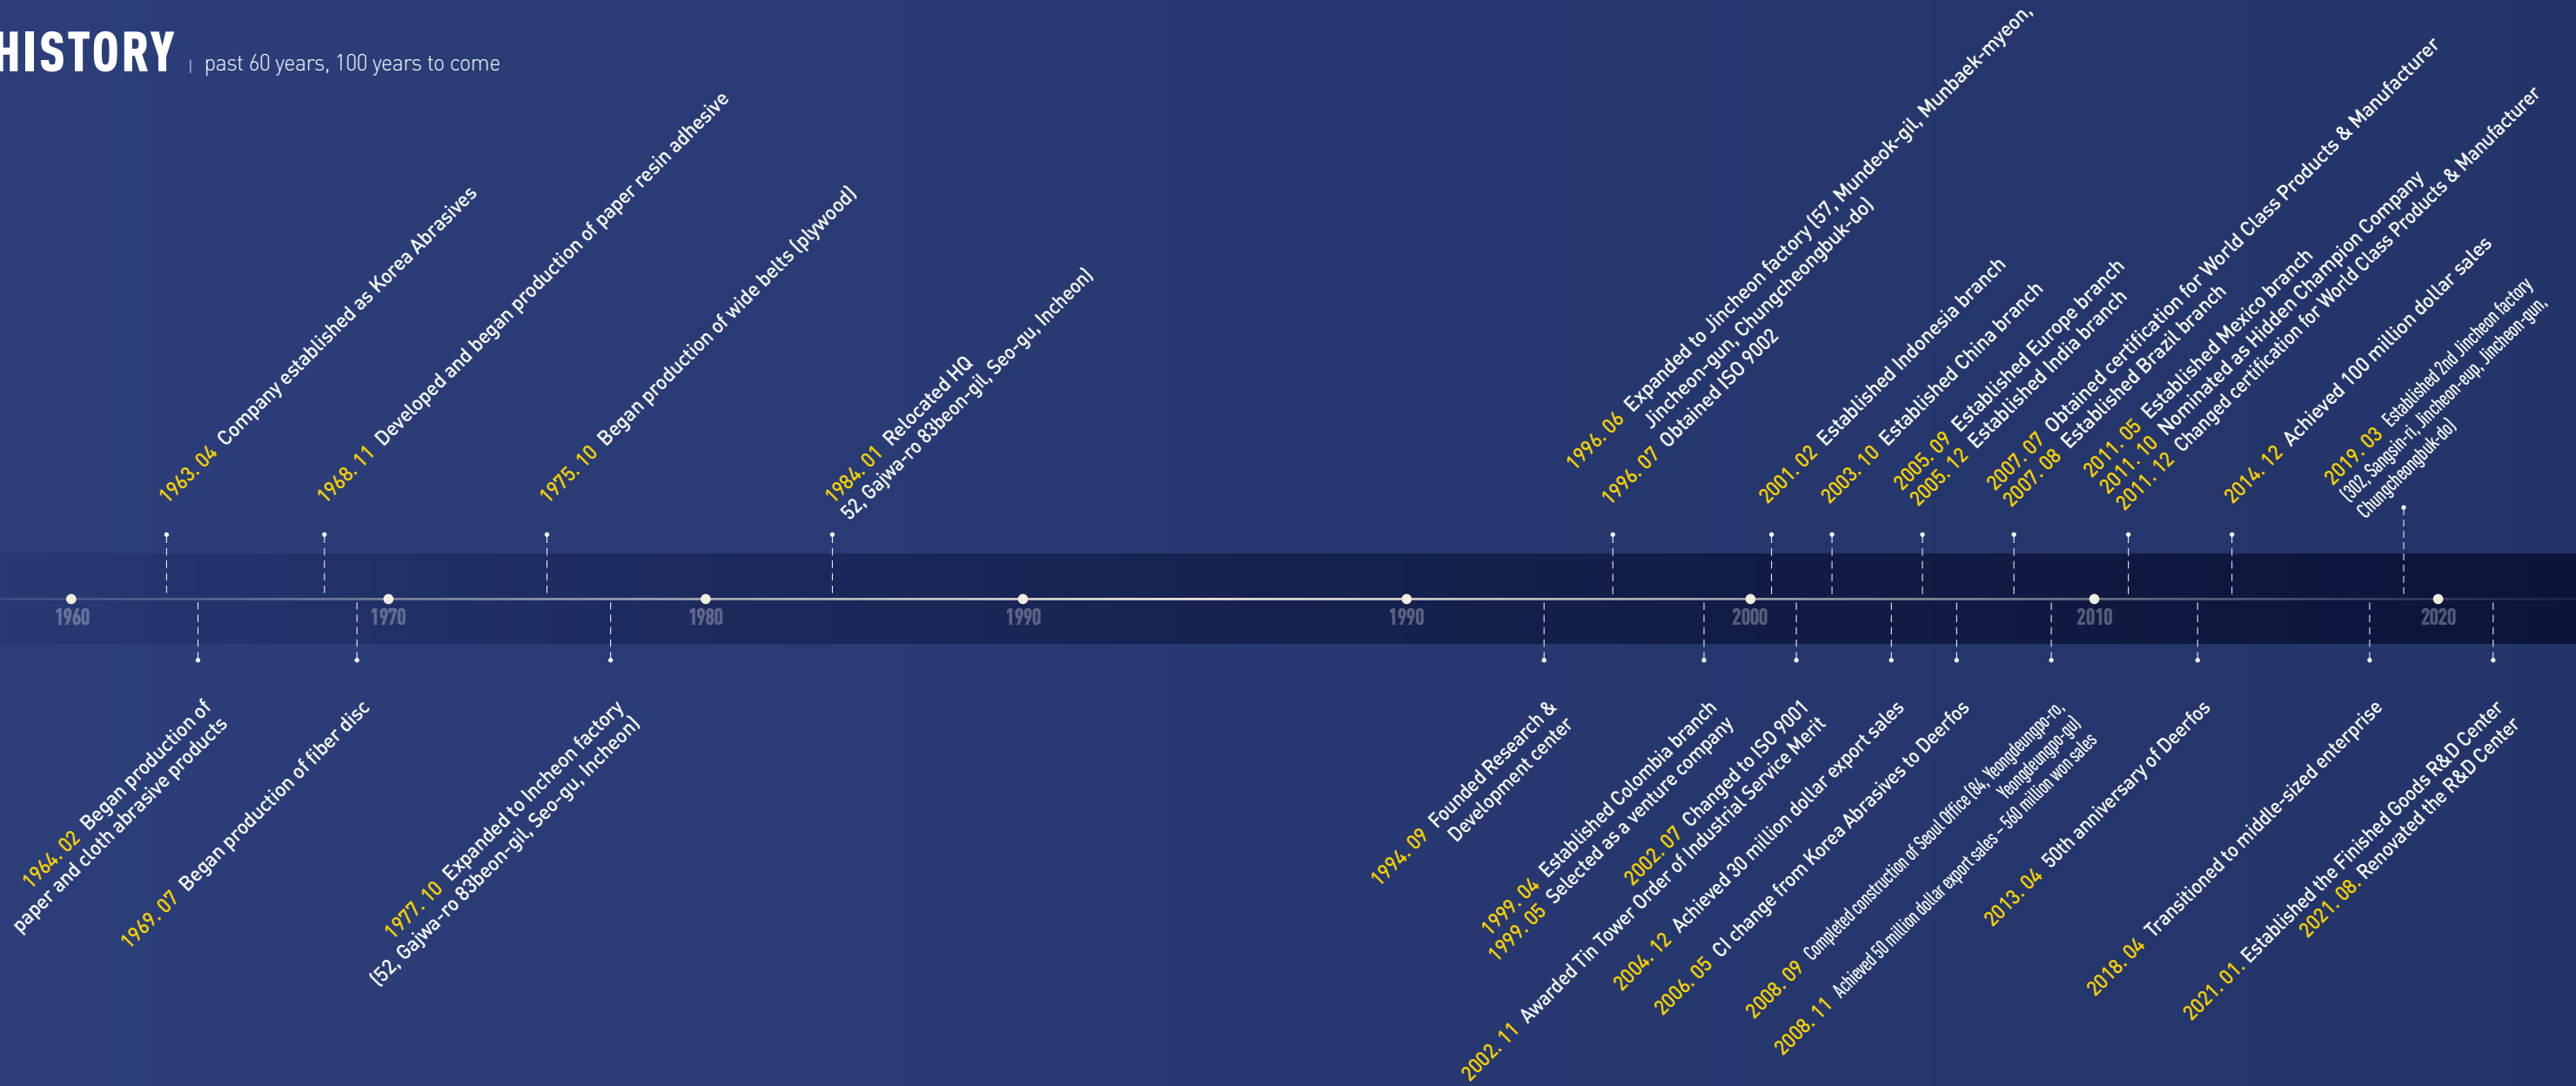 HISTORY | past 60 years, 100 years to come
1963. 04 Company established as Korea Abrasives
1968. 11 Developed and began production of paper resin adhesive
1975. 10 Began production of wide belts (plywood)
1984. 01 Relocated HQ
52, Gajwa-ro 83beon-gil, Seo-gu, Incheon)
1996. 06 Expanded to Jincheon factory (57, Mundeok-gil, Munbaek-myeon,
Jincheon-gun, Chungcheongbuk-do)
1996. 07 Obtained ISO 9002
2001. 02 Established Indonesia branch
2003. 10 Established China branch
2005. 09 Established Europe branch
2005. 12 Established India branch
2007. 07 Obtained certification for World Class Products & Manufacturer
2007. 08 Established Brazil branch
2011. 05 Established Mexico branch
2011. 10 Nominated as Hidden Champion Company
2011. 12 Changed certification for World Class Products & Manufacturer
2014. 12 Achieved 100 million dollar sales
2019. 03 Established 2nd Jincheon factory
(302, Sangsin-ri, Jincheon-eup, Jincheon-gun,
Chungcheongbuk-do)
1960
1970
1980
1990
1990
2000
2010
2020
1964. 02 Began production of
paper and cloth abrasive products
1969. 07 Began production of fiber disc
1977. 10 Expanded to Incheon factory
(52, Gajwa-ro 83beon-gil, Seo-gu, Incheon)
1994. 09 Founded Research &
Development center
1999. 04 Established Colombia branch
1999. 05 Selected as a venture company
2002. 07 Changed to ISO 9001
2002. 11 Awarded Tin Tower Order of Industrial Service Merit
2004. 12 Achieved 30 million dollar export sales
2006. 05 CI change from Korea Abrasives to Deerfos
2008. 09 Completed construction of Seoul Office (84, Yeongdeungpo-ro,
Yeongdeungpo-gu)
2008. 11 Achieved 50 million dollar export sales – 560 million won sales
2013. 04 50th anniversary of Deerfos
2018. 04 Transitioned to middle-sized enterprise
2021. 01. Established the Finished Goods R&D Center
2021. 08. Renovated the R&D Center